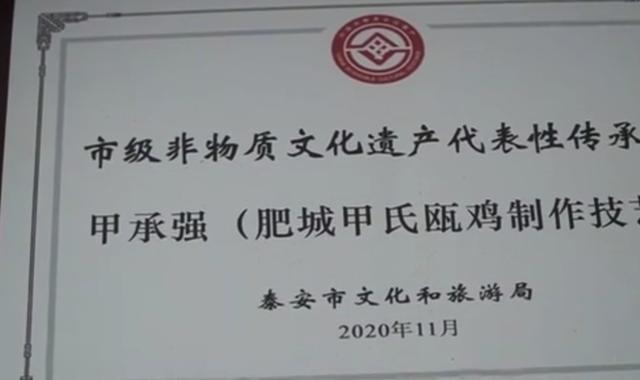 市级非物质文化遗产代表性传承
甲承强（肥城甲氏瓯鸡制作技
泰安市文化和旅游局
2020年11月